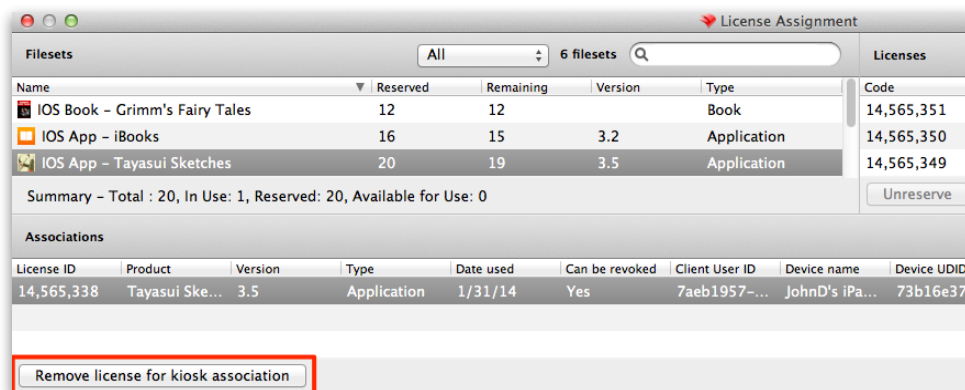 License Assignment
Filesets All 6 filesets Licenses
Name Reserved Remaining Version Type Code
IOS Book – Grimm's Fairy Tales 12 12 Book 14,565,351
IOS App – iBooks 16 15 3.2 Application 14,565,350
IOS App – Tayasui Sketches 20 19 3.5 Application 14,565,349
Summary – Total : 20, In Use: 1, Reserved: 20, Available for Use: 0 Unreserve
Associations
License ID Product Version Type Date used Can be revoked Client User ID Device name Device UDID
14,565,338 Tayasui Ske... 3.5 Application 1/31/14 Yes 7aeb1957-... JohnD's iPa... 73b16e37
Remove license for kiosk association